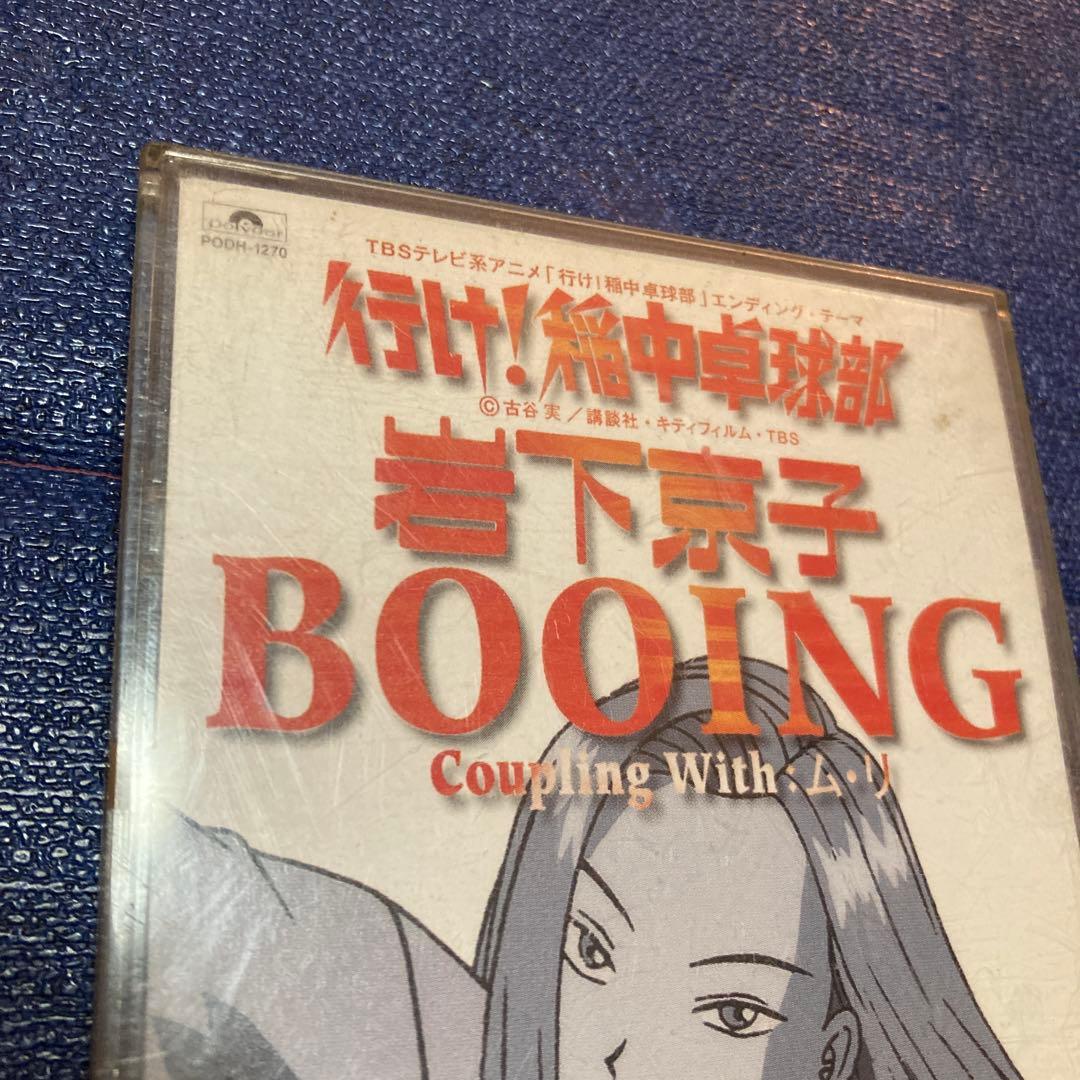 polydor
PODH-1270
TBSテレビ系アニメ「行け!稲中卓球部」エンディング・テーマ
行け!稲中卓球部
©古谷 実/講談社・キティフィルム・TBS
岩下京子
BOOING
Coupling With:ム・リ